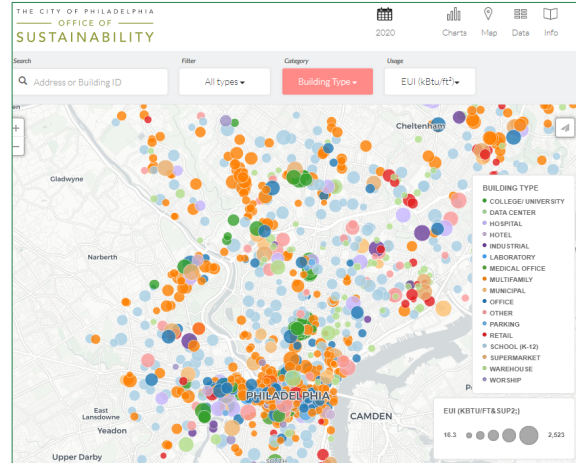 THE CITY OF PHILADELPHIA
OFFICE OF
SUSTAINABILITY
2020
Charts
Map
Data
Info
Search
Filter
Category
Usage
Address or Building ID
All types
Building Type
EUI (kBtu/ft²)
+
−
Cheltenham
Gladwyne
Narberth
PHILADELPHIA
CAMDEN
East
Lansdowne
Yeadon
Upper Darby
SOUTH
BUILDING TYPE
COLLEGE/ UNIVERSITY
DATA CENTER
HOSPITAL
HOTEL
INDUSTRIAL
LABORATORY
MEDICAL OFFICE
MULTIFAMILY
MUNICIPAL
OFFICE
OTHER
PARKING
RETAIL
SCHOOL (K-12)
SUPERMARKET
WAREHOUSE
WORSHIP
EUI (KBTU/FT&SUP2;)
16.3
2,523